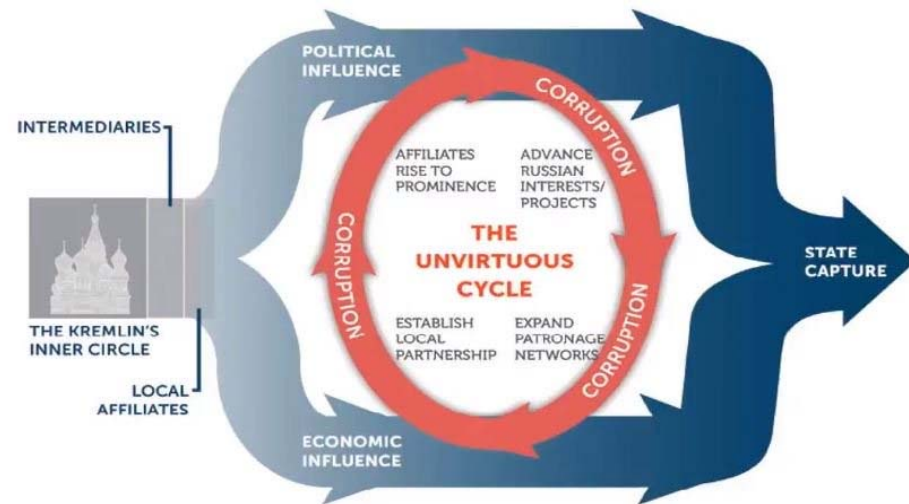 POLITICAL
INFLUENCE
INTERMEDIARIES
THE KREMLIN'S
INNER CIRCLE
LOCAL
AFFILIATES
CORRUPTION
CORRUPTION
CORRUPTION
AFFILIATES
RISE TO
PROMINENCE
ADVANCE
RUSSIAN
INTERESTS/
PROJECTS
THE
UNVIRTUOUS
CYCLE
ESTABLISH
LOCAL
PARTNERSHIP
EXPAND
PATRONAGE
NETWORKS
STATE
CAPTURE
ECONOMIC
INFLUENCE